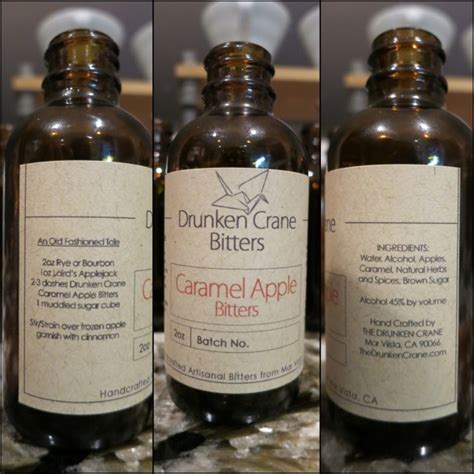 An Old Fashioned Tale
2oz Rye or Bourbon
1oz Laird's Applejack
2-3 dashes Drunken Crane
Caramel Apple Bitters
1 muddled sugar cube
Stir/Strain over frozen apple
garnish with cinnamon
2oz
Handcrafted
Drunken Crane
Bitters
Caramel Apple
Bitters
2oz Batch No.
crafted Artisanal Bitters from Mar
INGREDIENTS:
Water, Alcohol, Apples,
Caramel, Natural Herbs
and Spices, Brown Sugar
Alcohol 45% by volume
Hand Crafted by
THE DRUNKEN CRANE
Mar Vista, CA 90066
TheDrunkenCrane.com
Vista, CA